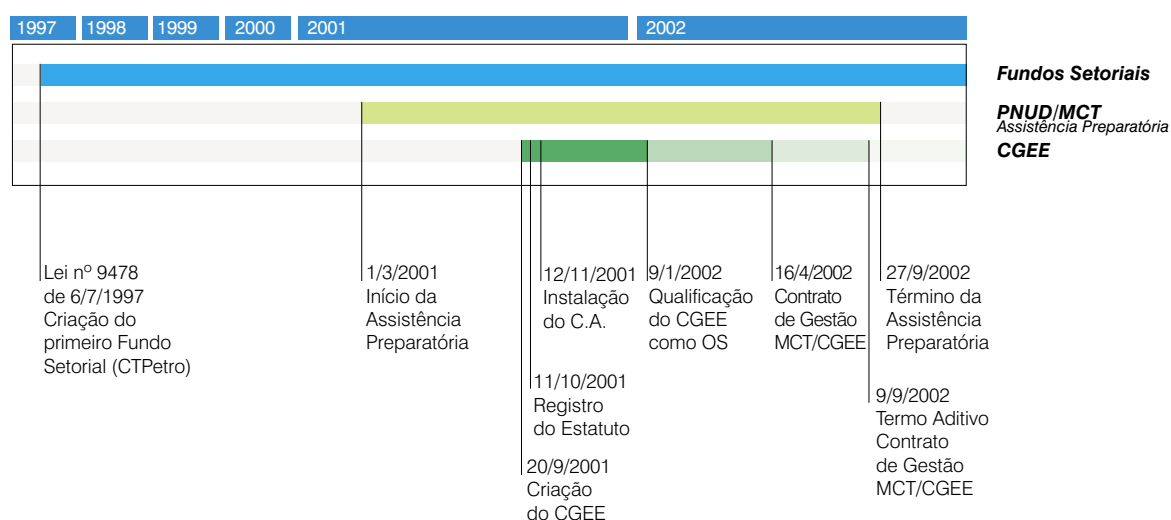 1997 1998 1999 2000 2001 2002
Fundos Setoriais
PNUD/MCT
Assistência Preparatória
CGEE
Lei nº 9478
de 6/7/1997
Criação do
primeiro Fundo
Setorial (CTPetro)
1/3/2001
Início da
Assistência
Preparatória
12/11/2001
Instalação
do C.A.
9/1/2002
Qualificação
do CGEE
como OS
16/4/2002
Contrato
de Gestão
MCT/CGEE
27/9/2002
Término da
Assistência
Preparatória
11/10/2001
Registro
do Estatuto
9/9/2002
Termo Aditivo
Contrato
de Gestão
MCT/CGEE
20/9/2001
Criação
do CGEE